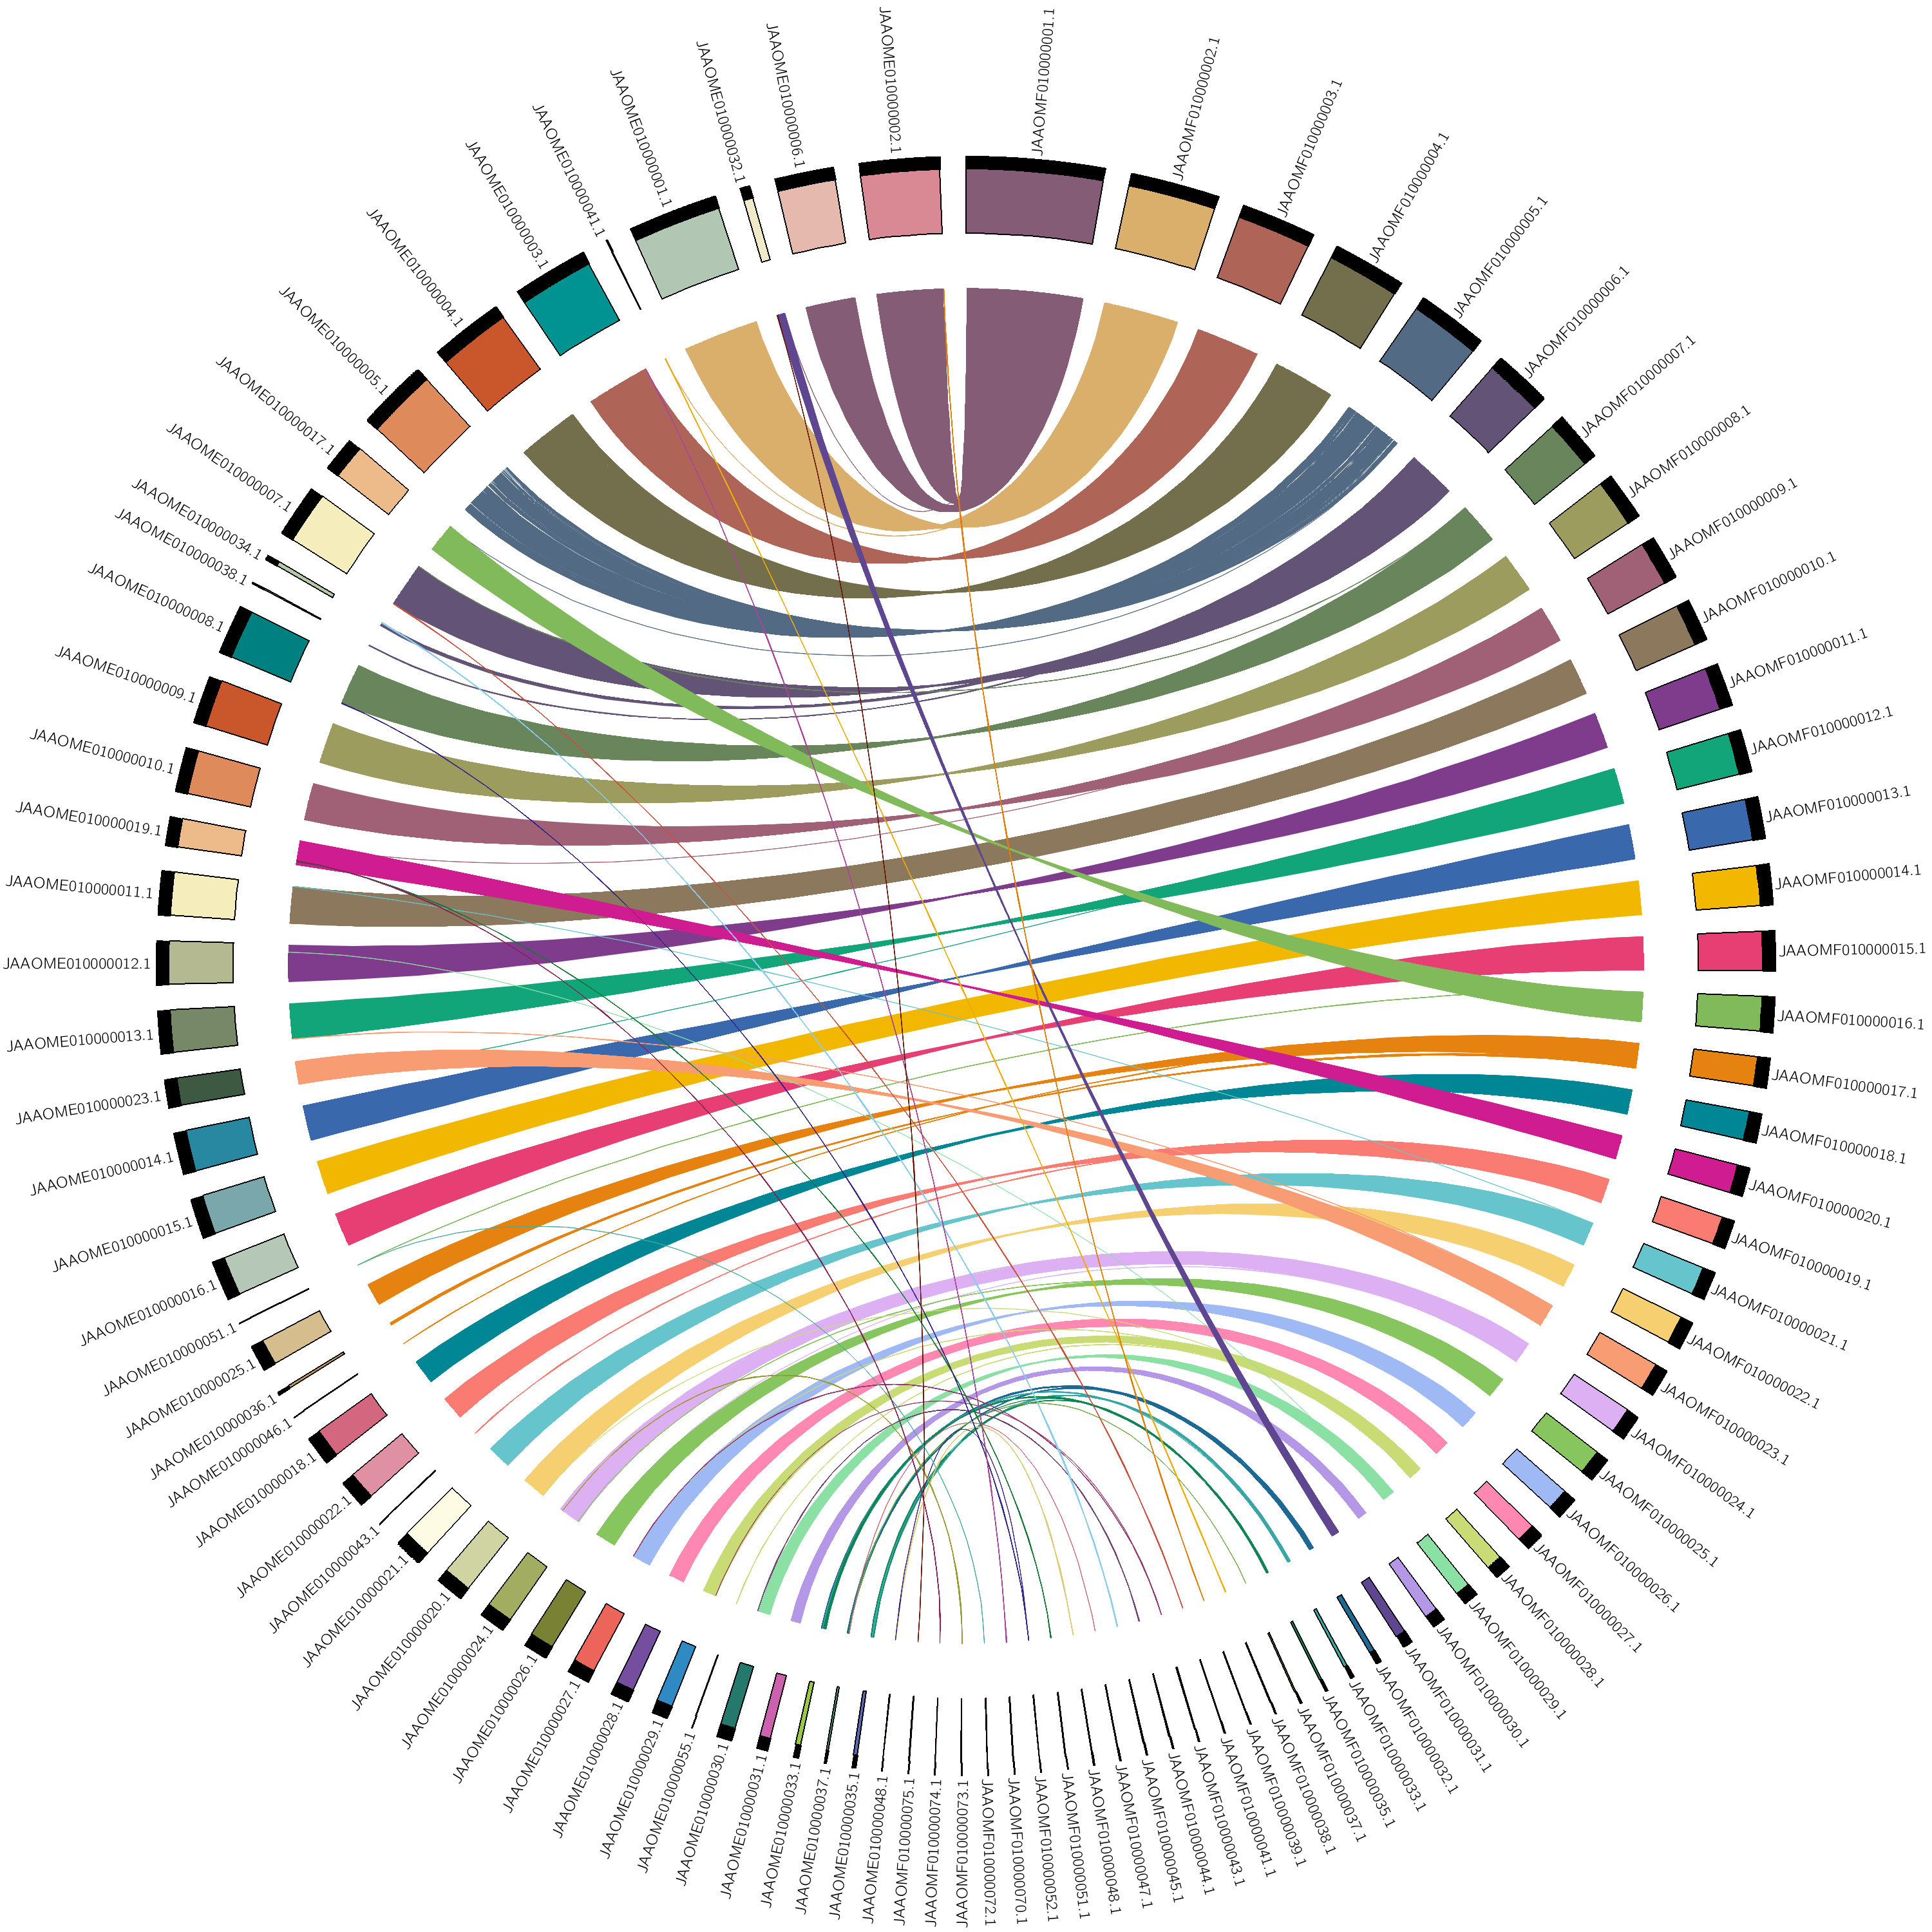 JAAOMF010000001.1
JAAOMF010000002.1
JAAOMF010000003.1
JAAOMF010000004.1
JAAOMF010000005.1
JAAOMF010000006.1
JAAOMF010000007.1
JAAOMF010000008.1
JAAOMF010000009.1
JAAOMF010000010.1
JAAOMF010000011.1
JAAOMF010000012.1
JAAOMF010000013.1
JAAOMF010000014.1
JAAOMF010000015.1
JAAOMF010000016.1
JAAOMF010000017.1
JAAOMF010000018.1
JAAOMF010000020.1
JAAOMF010000019.1
JAAOMF010000021.1
JAAOMF010000022.1
JAAOMF010000023.1
JAAOMF010000024.1
JAAOMF010000025.1
JAAOMF010000026.1
JAAOMF010000027.1
JAAOMF010000028.1
JAAOMF010000029.1
JAAOMF010000030.1
JAAOMF010000031.1
JAAOMF010000032.1
JAAOMF010000033.1
JAAOMF010000035.1
JAAOMF010000037.1
JAAOMF010000038.1
JAAOMF010000039.1
JAAOMF010000041.1
JAAOMF010000043.1
JAAOMF010000044.1
JAAOMF010000045.1
JAAOMF010000047.1
JAAOMF010000048.1
JAAOMF010000051.1
JAAOMF010000052.1
JAAOMF010000070.1
JAAOMF010000072.1
JAAOMF010000073.1
JAAOMF010000074.1
JAAOMF010000075.1
JAAOME010000048.1
JAAOME010000035.1
JAAOME010000037.1
JAAOME010000033.1
JAAOME010000031.1
JAAOME010000030.1
JAAOME010000055.1
JAAOME010000029.1
JAAOME010000028.1
JAAOME010000027.1
JAAOME010000026.1
JAAOME010000024.1
JAAOME010000020.1
JAAOME010000021.1
JAAOME010000043.1
JAAOME010000022.1
JAAOME010000018.1
JAAOME010000046.1
JAAOME010000036.1
JAAOME010000025.1
JAAOME010000051.1
JAAOME010000016.1
JAAOME010000015.1
JAAOME010000014.1
JAAOME010000023.1
JAAOME010000013.1
JAAOME010000012.1
JAAOME010000011.1
JAAOME010000019.1
JAAOME010000010.1
JAAOME010000009.1
JAAOME010000008.1
JAAOME010000038.1
JAAOME010000034.1
JAAOME010000007.1
JAAOME010000017.1
JAAOME010000005.1
JAAOME010000004.1
JAAOME010000003.1
JAAOME010000041.1
JAAOME010000001.1
JAAOME010000032.1
JAAOME010000006.1
JAAOME010000002.1